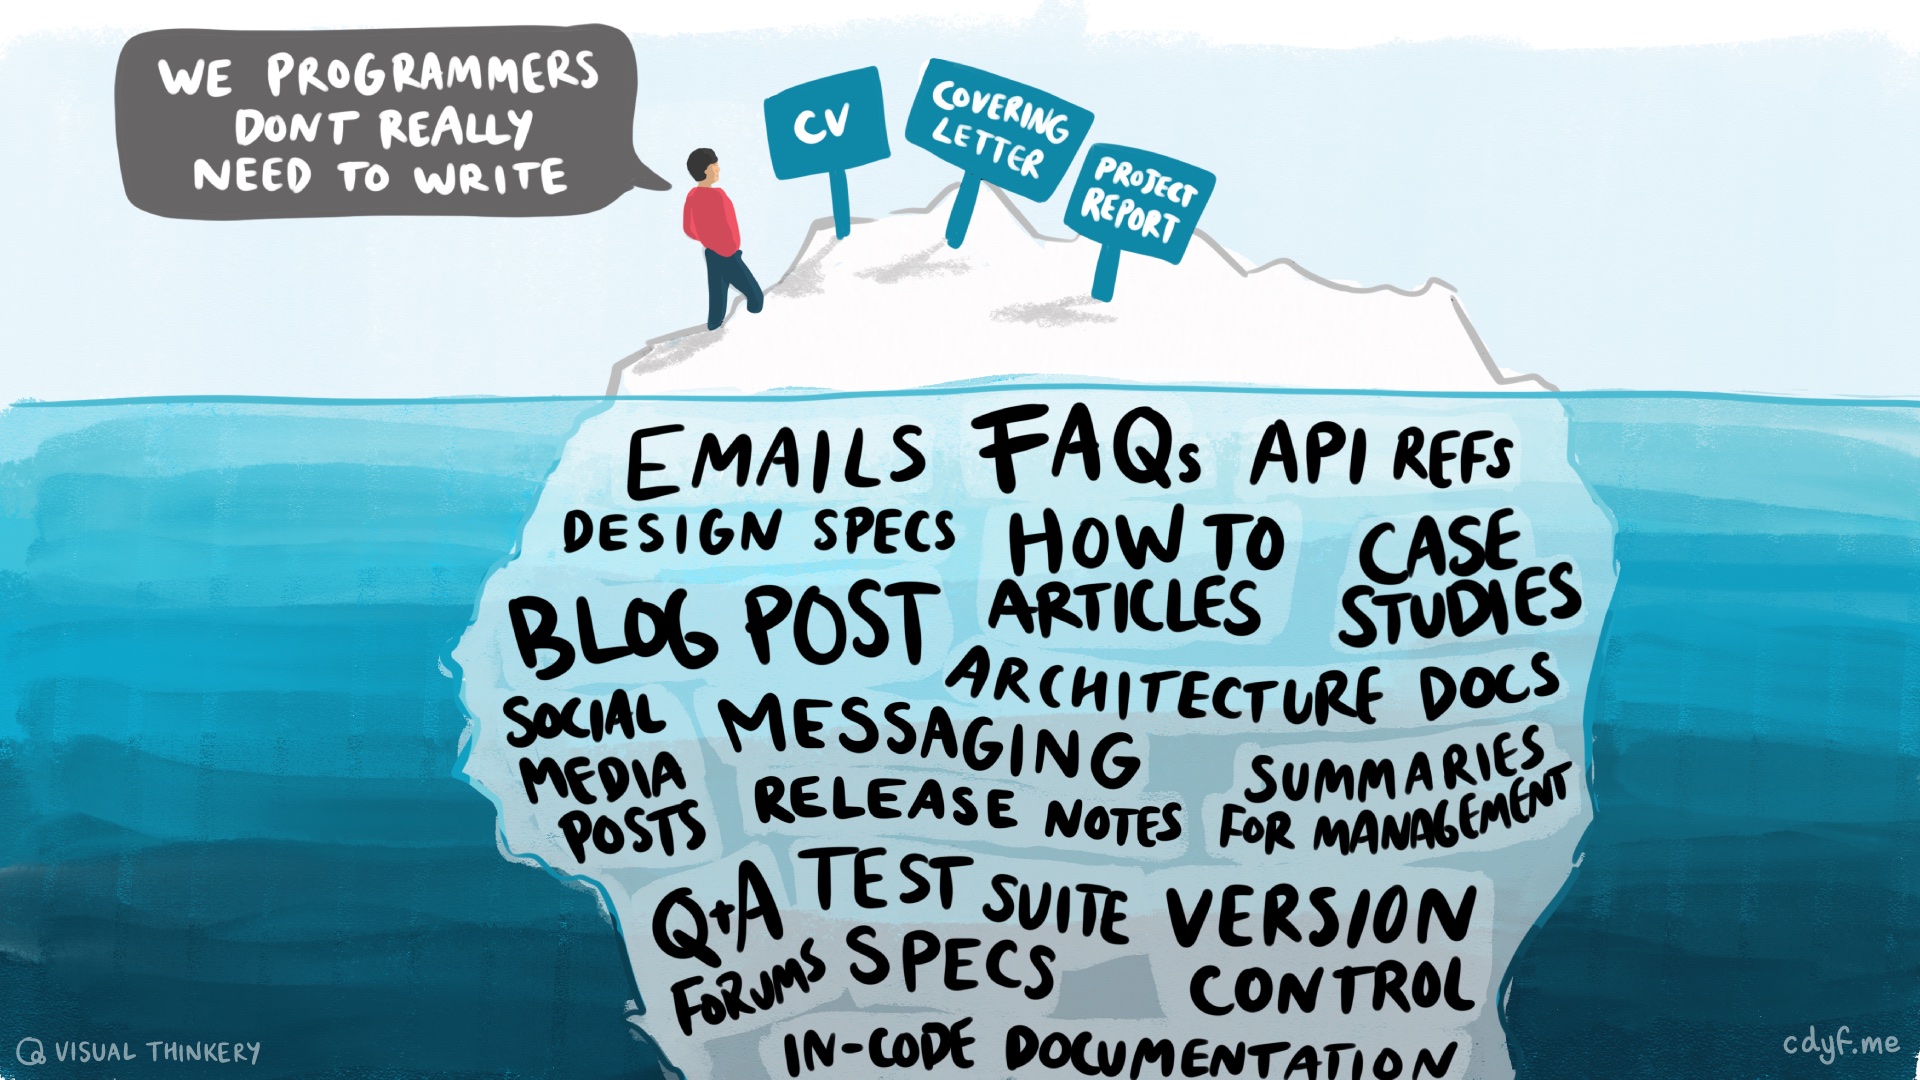 WE PROGRAMMERS
DONT REALLY
NEED TO WRITE
CV
COVERING
LETTER
PROJECT
REPORT
EMAILS
FAQs
API REFS
DESIGN SPECS
HOW TO
ARTICLES
CASE
STUDIES
BLOG POST
ARCHITECTURE DOCS
SOCIAL
MEDIA
POSTS
MESSAGING
RELEASE NOTES
SUMMARIES
FOR MANAGEMENT
Q+A
FORUMS
TEST SUITE
SPECS
VERSION
CONTROL
IN-CODE DOCUMENTATION
VISUAL THINKERY
cdyf.me